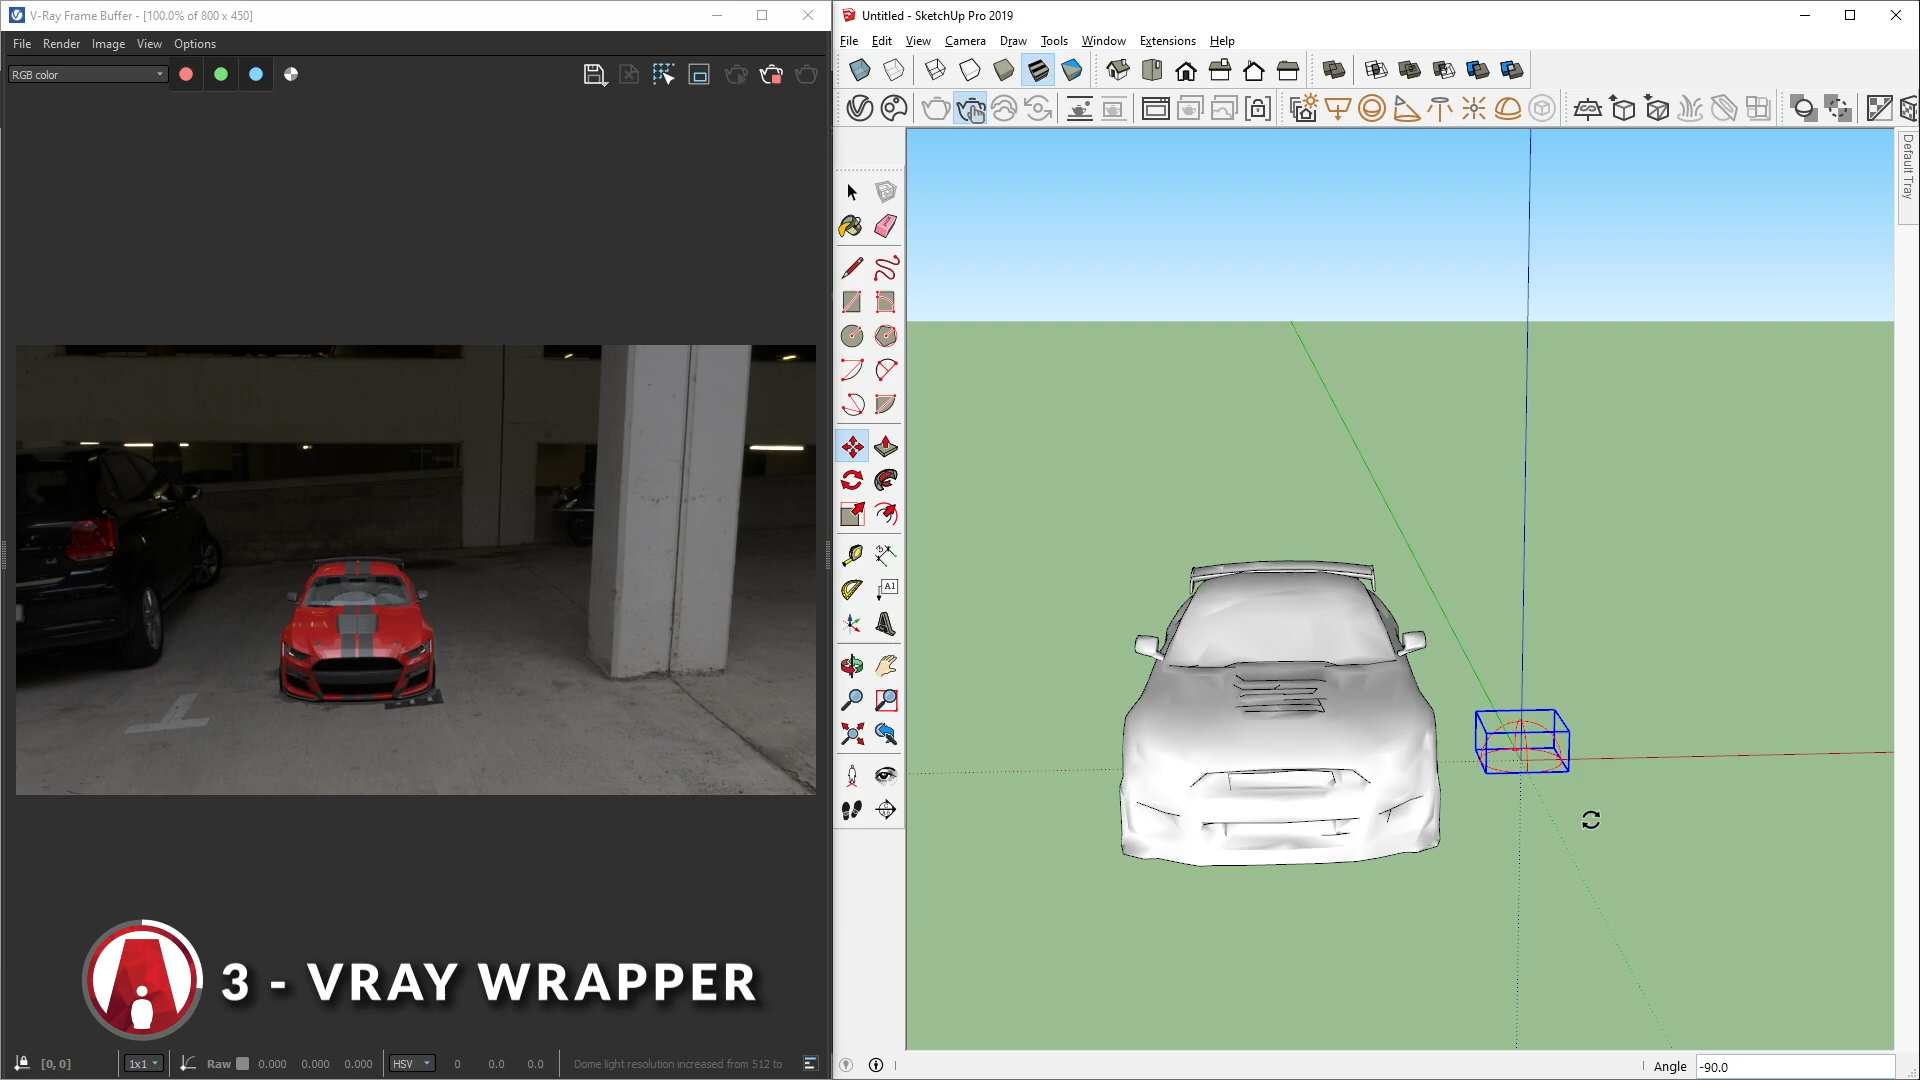 V-Ray Frame Buffer - [100.0% of 800 x 450]
File Render Image View Options
RGB color
3 - VRAY WRAPPER
[0, 0] 1x1 Raw 0.000 0.000 0.000 HSV 0 0.0 0.0 Dome light resolution increased from 512 to
Untitled - SketchUp Pro 2019
File Edit View Camera Draw Tools Window Extensions Help
Default Tray
A1
Angle -90.0